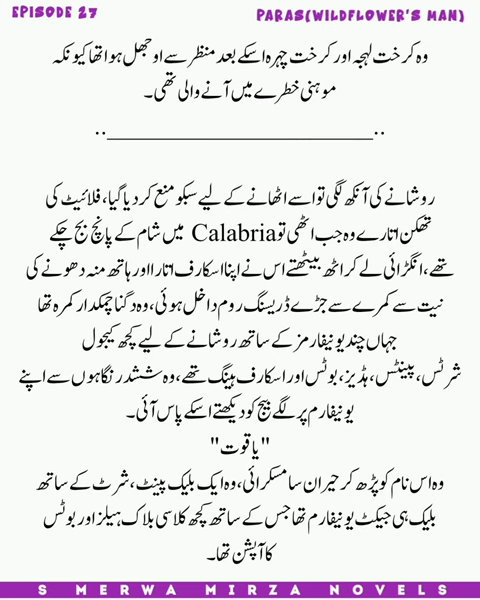 EPISODE 27
PARAS(WILDFLOWER'S MAN)
وہ کرخت لہجہ اور کرخت چہرہ اسکے بعد منظر سے اوجھل ہوا تھا کیونکہ
موہنی خطرے میں آنے والی تھی۔
..______________________..
روشانے کی آنکھ لگی تو اسے اٹھانے کے لیے سبکو منع کر دیا گیا، فلائیٹ کی
تھکن اتارے وہ جب اٹھی تو Calabria میں شام کے پانچ بج چکے
تھے، انگڑائی لے کر اٹھ بیٹھتے اس نے اپنا اسکارف اتارا اور ہاتھ منہ دھونے کی
نیت سے کمرے سے جڑے ڈریسنگ روم داخل ہوئی، وہ دگنا چمکدار کمرہ تھا
جہاں چند یونیفارمز کے ساتھ روشانے کے لیے کچھ کیجول
شرٹس، پینٹس، ہڈیز، بوٹس اور اسکارف ہینگ تھے، وہ ششدر نگاہوں سے اپنے
یونیفارم پر لگے بیج کو دیکھتے اسکے پاس آئی۔
"یاقوت"
وہ اس نام کو پڑھ کر حیران سا مسکرائی، وہ ایک بلیک پینٹ، شرٹ کے ساتھ
بلیک ہی جیکٹ یونیفارم تھا جس کے ساتھ کچھ کلاسی بلاک ہیلز اور بوٹس
کا آپشن تھا۔
S MERWA MIRZA NOVELS